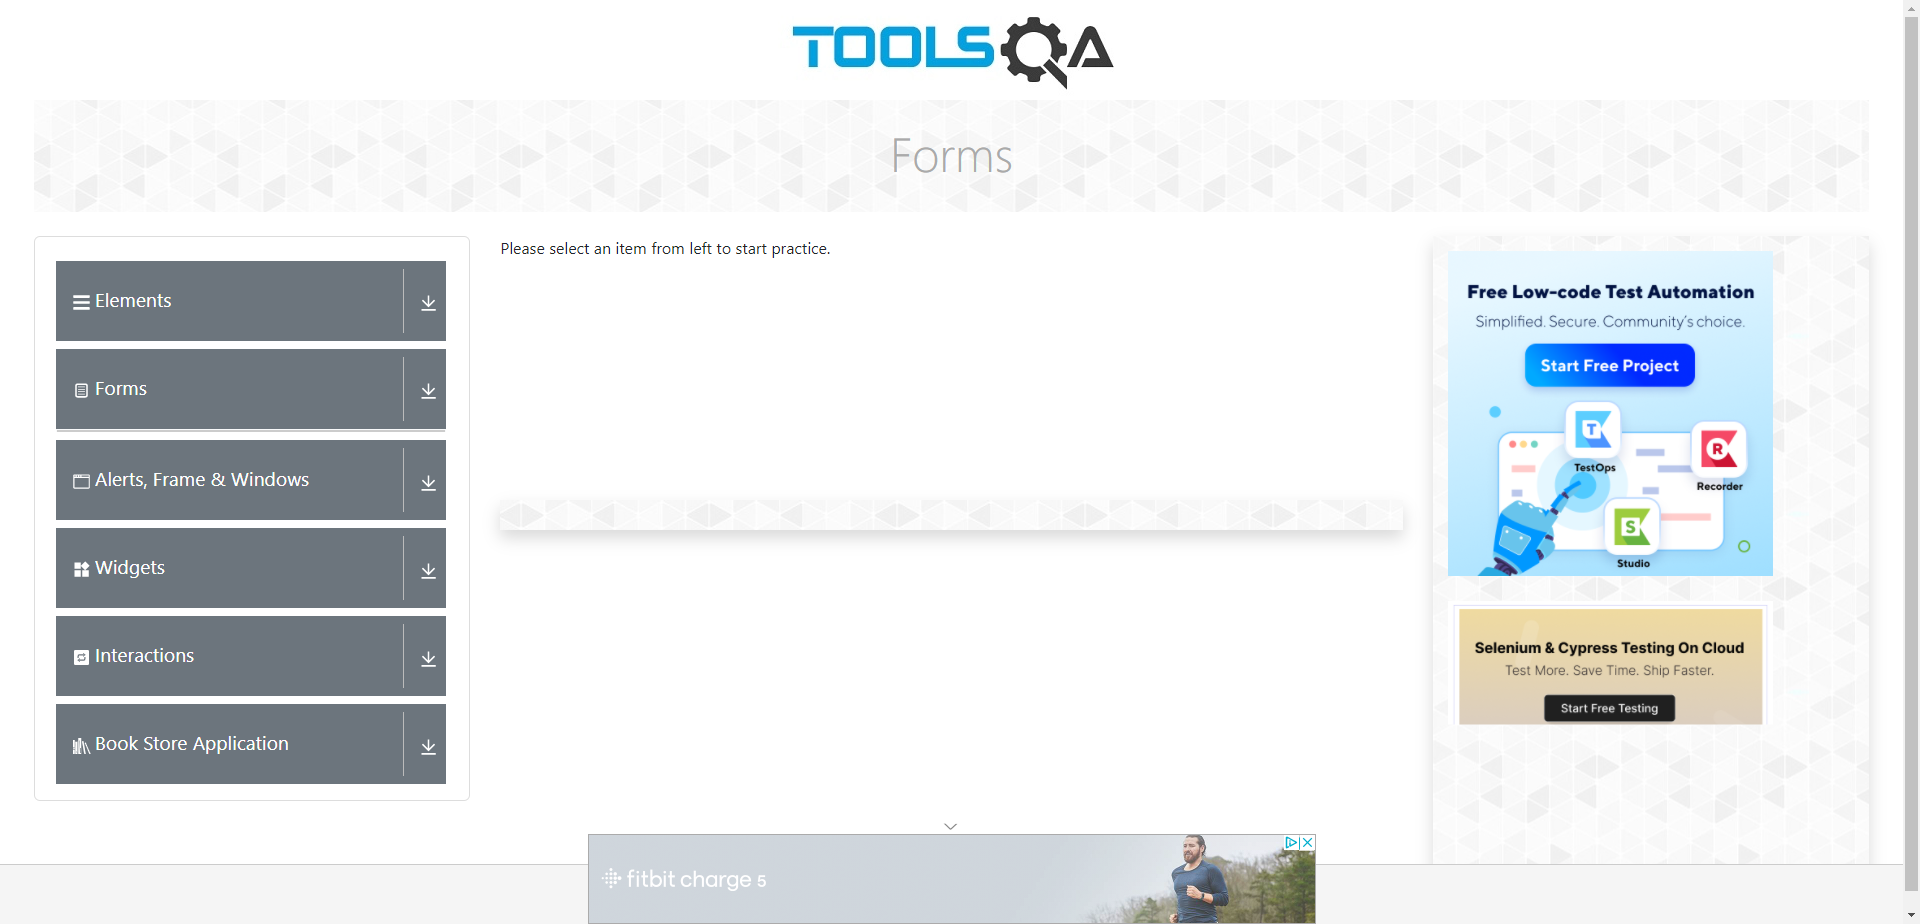 TOOLSQA
Forms
Elements
Forms
Alerts, Frame & Windows
Widgets
Interactions
Book Store Application
Please select an item from left to start practice.
Free Low-code Test Automation
Simplified. Secure. Community's choice.
Start Free Project
T
TestOps
R
Recorder
S
Studio
Selenium & Cypress Testing On Cloud
Test More. Save Time. Ship Faster.
Start Free Testing
fitbit charge 5